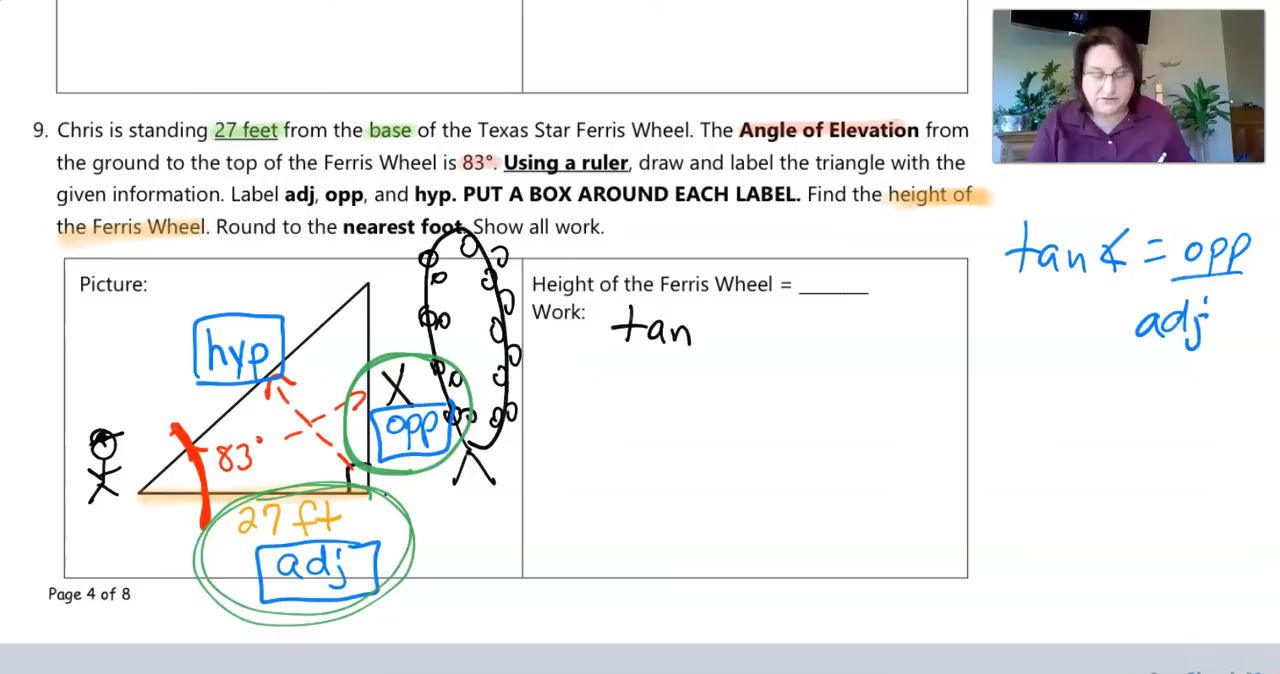 9. Chris is standing 27 feet from the base of the Texas Star Ferris Wheel. The Angle of Elevation from
the ground to the top of the Ferris Wheel is 83°. Using a ruler, draw and label the triangle with the
given information. Label adj, opp, and hyp. PUT A BOX AROUND EACH LABEL. Find the height of
the Ferris Wheel. Round to the nearest foot. Show all work.
tan ∡ = opp
adj
Picture:
hyp
X
opp
83°
27 ft
adj
Height of the Ferris Wheel = ______
Work: tan
Page 4 of 8